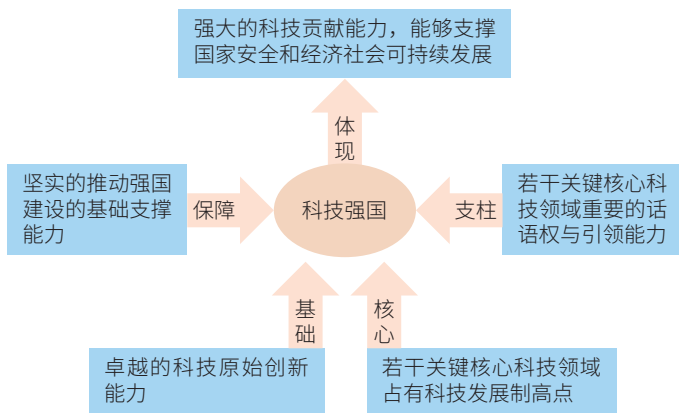 强大的科技贡献能力，能够支撑
国家安全和经济社会可持续发展
体
现
坚实的推动强国
建设的基础支撑
能力
保障
科技强国
支柱
若干关键核心科
技领域重要的话
语权与引领能力
基
础
核
心
卓越的科技原始创新
能力
若干关键核心科技领域
占有科技发展制高点